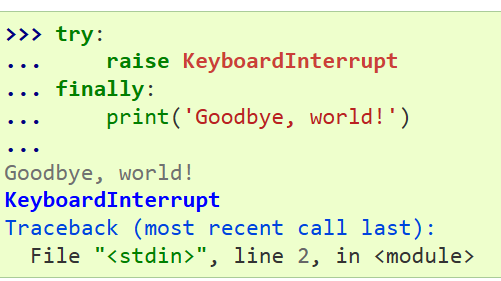 >>> try:
...     raise KeyboardInterrupt
... finally:
...     print('Goodbye, world!')
...
Goodbye, world!
KeyboardInterrupt
Traceback (most recent call last):
  File "<stdin>", line 2, in <module>